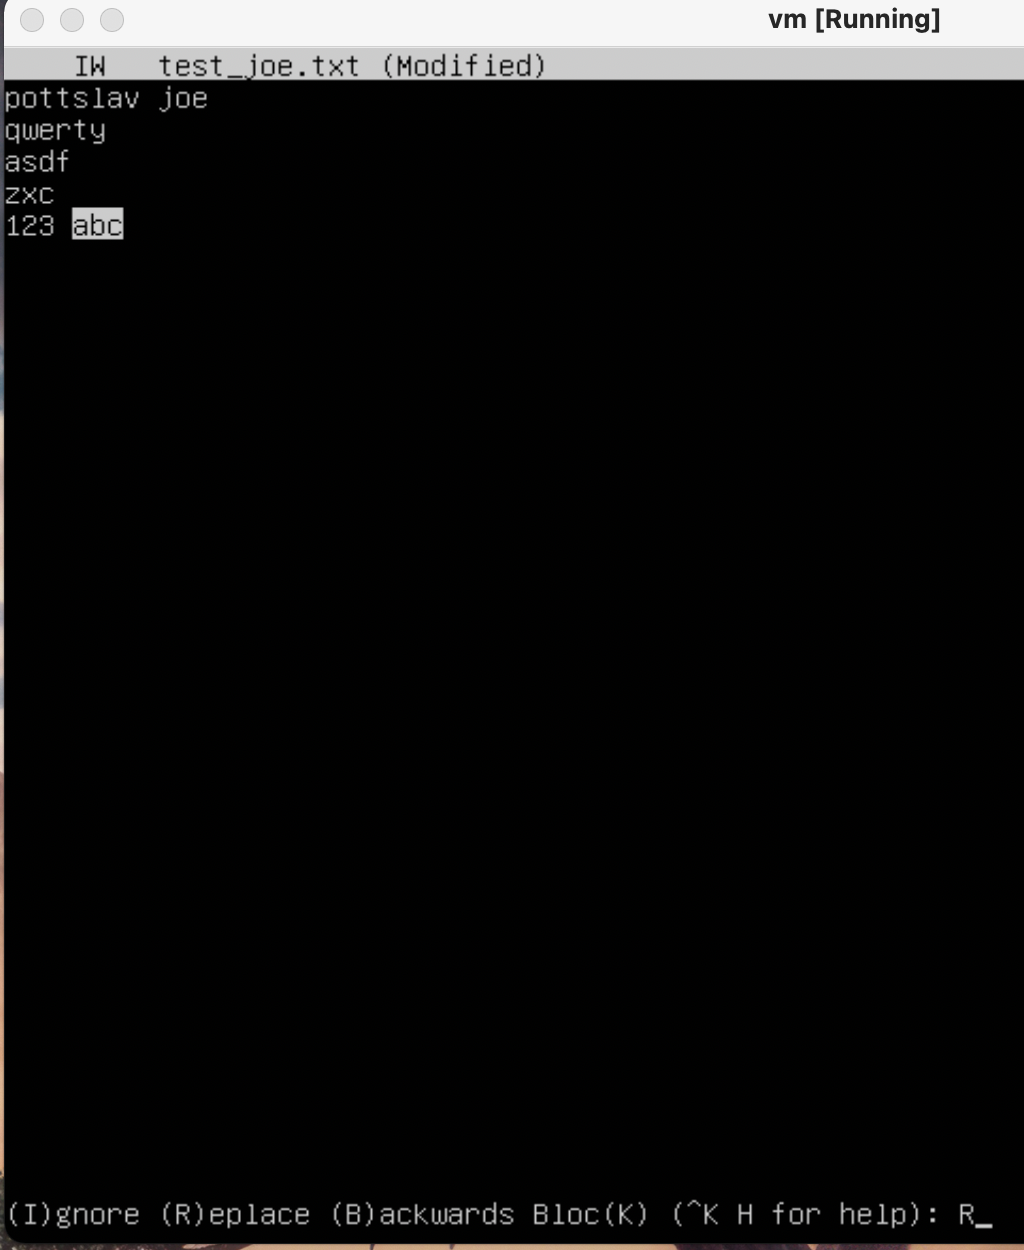 vm [Running]
IW test_joe.txt (Modified)
pottslav joe
qwerty
asdf
zxc
123 abc
(I)gnore (R)eplace (B)ackwards Bloc(K) (^K H for help): R_